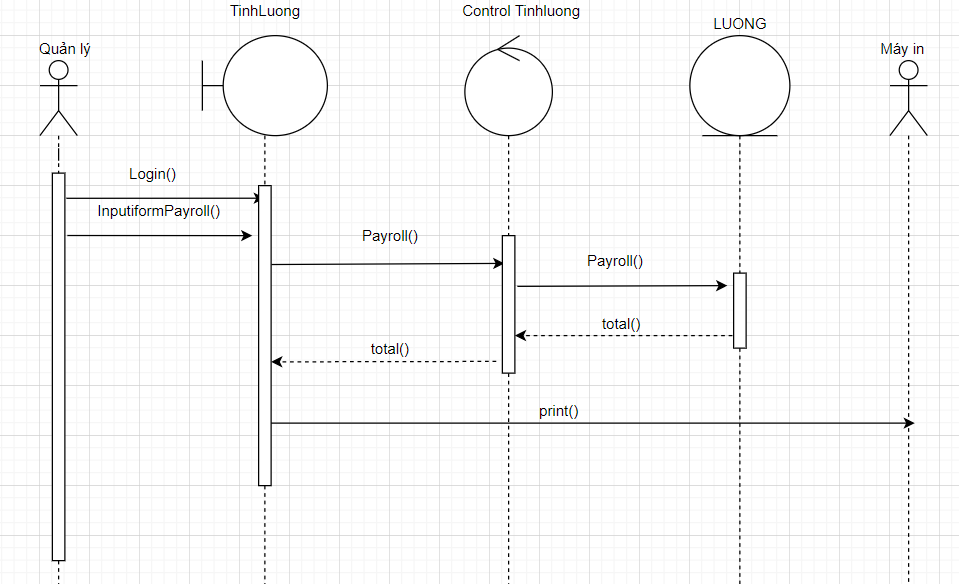 TinhLuong
Control Tinhluong
LUONG
Quản lý
Máy in
Login()
InputiformPayroll()
Payroll()
Payroll()
total()
total()
print()